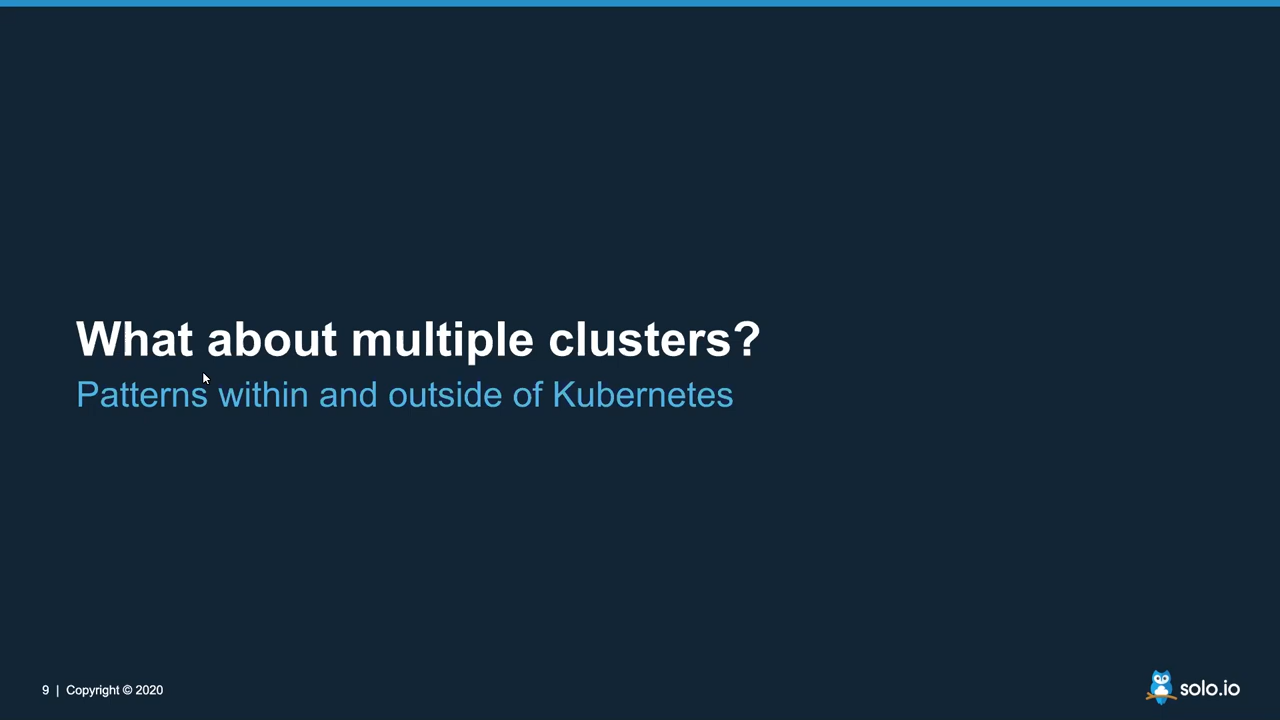 What about multiple clusters?
Patterns within and outside of Kubernetes
9 | Copyright © 2020
solo.io